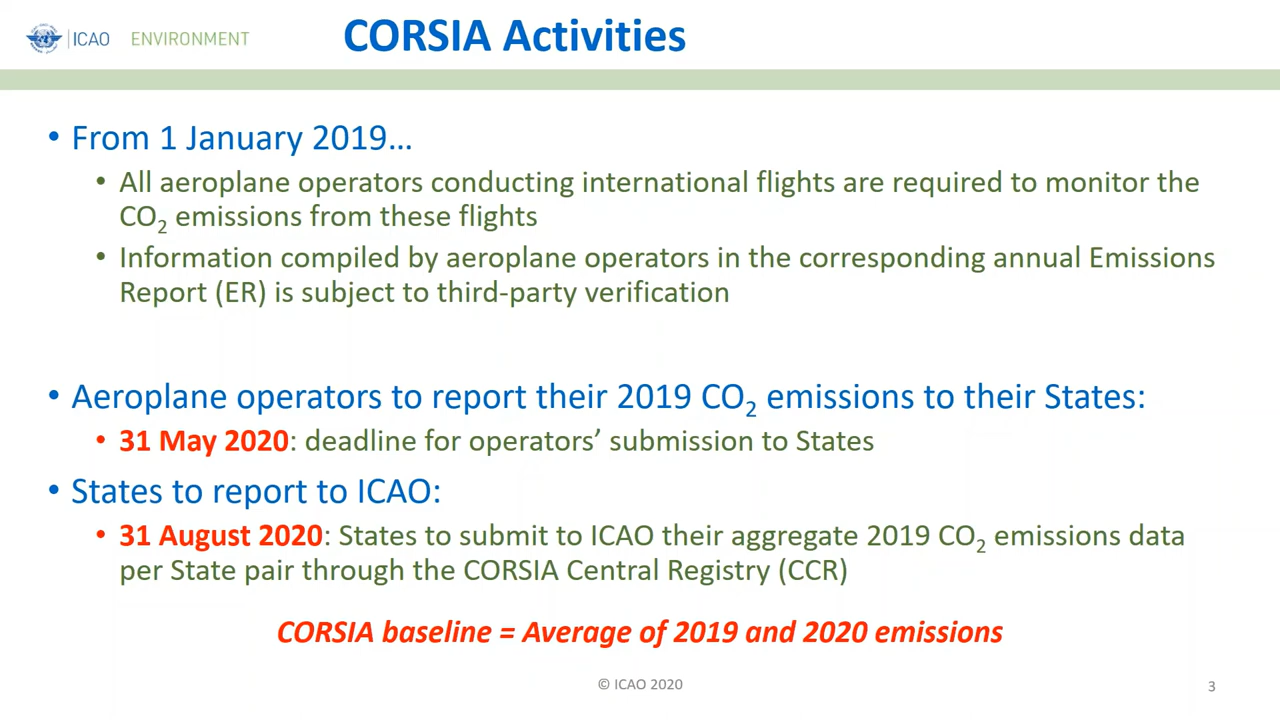 ICAO ENVIRONMENT
CORSIA Activities
• From 1 January 2019…
• All aeroplane operators conducting international flights are required to monitor the
CO₂ emissions from these flights
• Information compiled by aeroplane operators in the corresponding annual Emissions
Report (ER) is subject to third-party verification
• Aeroplane operators to report their 2019 CO₂ emissions to their States:
• 31 May 2020: deadline for operators’ submission to States
• States to report to ICAO:
• 31 August 2020: States to submit to ICAO their aggregate 2019 CO₂ emissions data
per State pair through the CORSIA Central Registry (CCR)
CORSIA baseline = Average of 2019 and 2020 emissions
© ICAO 2020
3